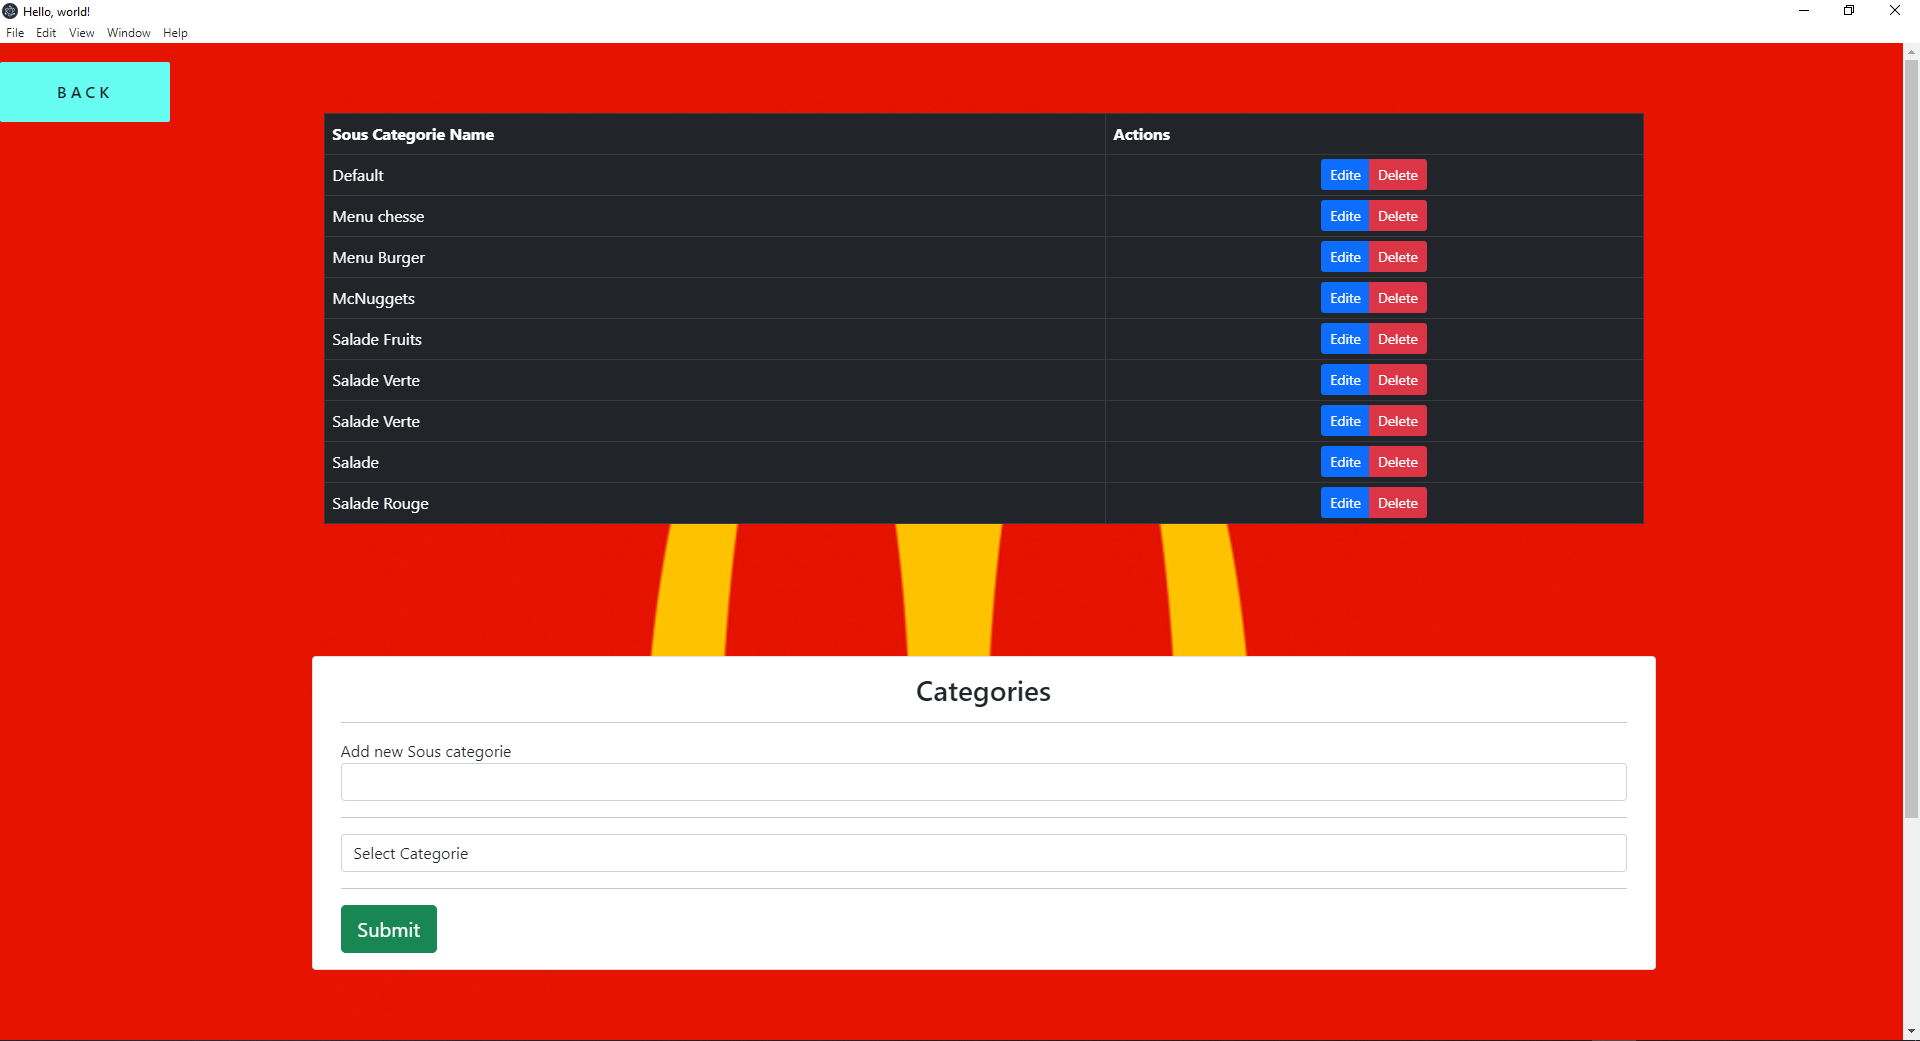 Hello, world!
File Edit View Window Help
BACK
Sous Categorie Name Actions
Default Edite Delete
Menu chesse Edite Delete
Menu Burger Edite Delete
McNuggets Edite Delete
Salade Fruits Edite Delete
Salade Verte Edite Delete
Salade Verte Edite Delete
Salade Edite Delete
Salade Rouge Edite Delete
Categories
Add new Sous categorie
Select Categorie
Submit